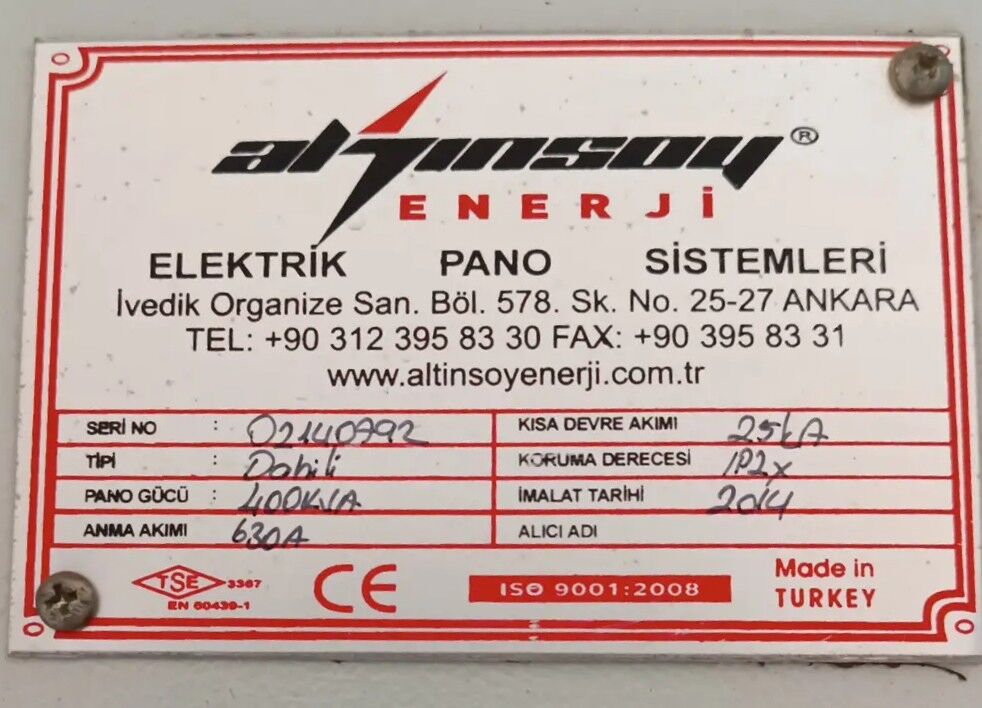 altınsoy®
ENERJİ
ELEKTRİK PANO SİSTEMLERİ
İvedik Organize San. Böl. 578. Sk. No. 25-27 ANKARA
TEL: +90 312 395 83 30 FAX: +90 395 83 31
www.altinsoyenerji.com.tr
SERİ NO : 02140792 KISA DEVRE AKIMI 25kA
TİPİ : Dahili KORUMA DERECESİ IP2X
PANO GÜCÜ : 400KVA İMALAT TARİHİ 2014
ANMA AKIMI 630A ALICI ADI
TSE 3367
EN 60439-1
CE
ISO 9001:2008
Made in
TURKEY